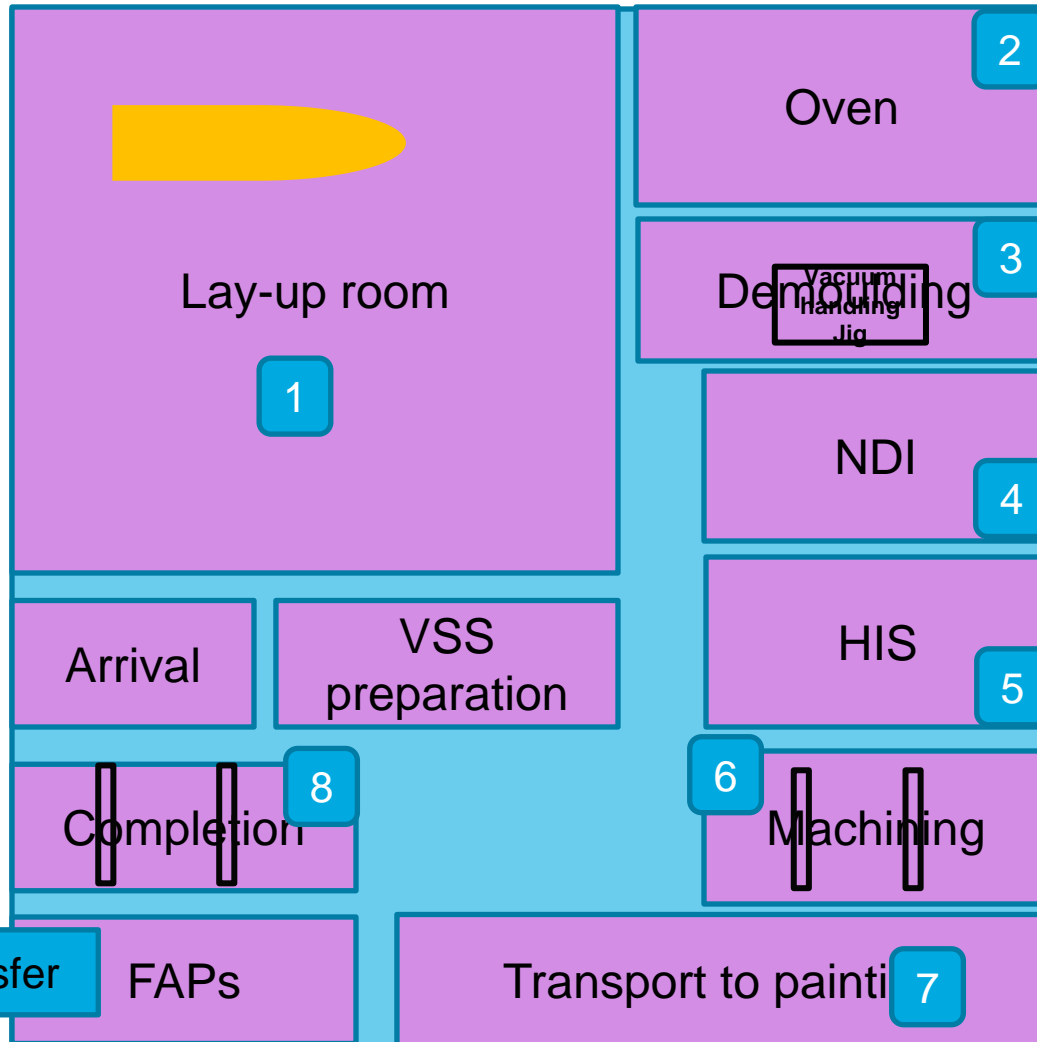 2
Oven
3
Demoulding
Vacuum
handling
Jig
Lay-up room
1
NDI
4
HIS
5
Arrival
VSS
preparation
8
Completion
6
Machining
sfer
FAPs
Transport to painti
7